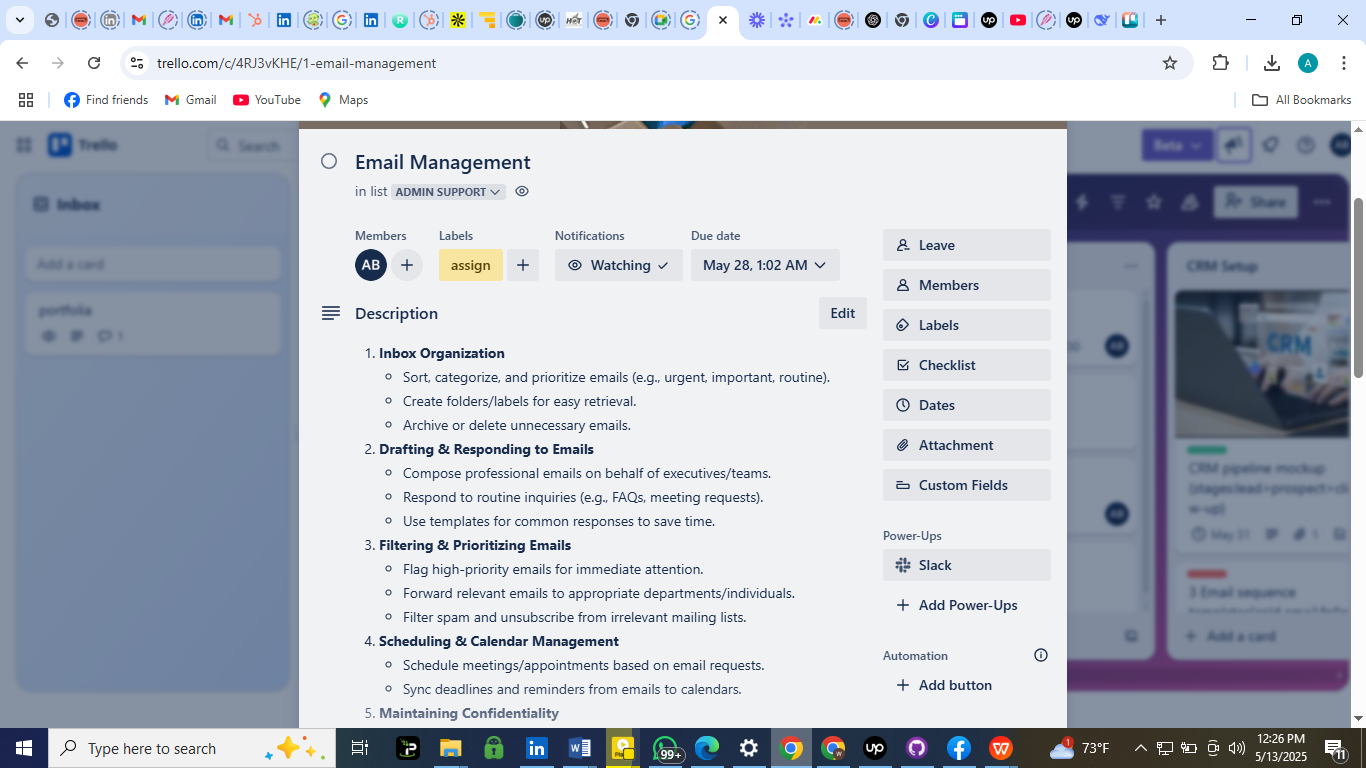 trello.com/c/4RJ3vKHE/1-email-management
A
Find friends
Gmail
YouTube
Maps
All Bookmarks
Trello
Search
Beta
Inbox
Add a card
portfolia
1
Share
CRM Setup
CRM
CRM pipeline mockup
May 31
1
3 Email sequence
Add a card
Email Management
in list ADMIN SUPPORT
Members
Labels
Notifications
Due date
AB
assign
Watching
May 28, 1:02 AM
Description
Edit
1. Inbox Organization
Sort, categorize, and prioritize emails (e.g., urgent, important, routine).
Create folders/labels for easy retrieval.
Archive or delete unnecessary emails.
2. Drafting & Responding to Emails
Compose professional emails on behalf of executives/teams.
Respond to routine inquiries (e.g., FAQs, meeting requests).
Use templates for common responses to save time.
3. Filtering & Prioritizing Emails
Flag high-priority emails for immediate attention.
Forward relevant emails to appropriate departments/individuals.
Filter spam and unsubscribe from irrelevant mailing lists.
4. Scheduling & Calendar Management
Schedule meetings/appointments based on email requests.
Sync deadlines and reminders from emails to calendars.
5. Maintaining Confidentiality
Leave
Members
Labels
Checklist
Dates
Attachment
Custom Fields
Power-Ups
Slack
Add Power-Ups
Automation
Add button
Type here to search
99+
1
73°F
12:26 PM
5/13/2025
11